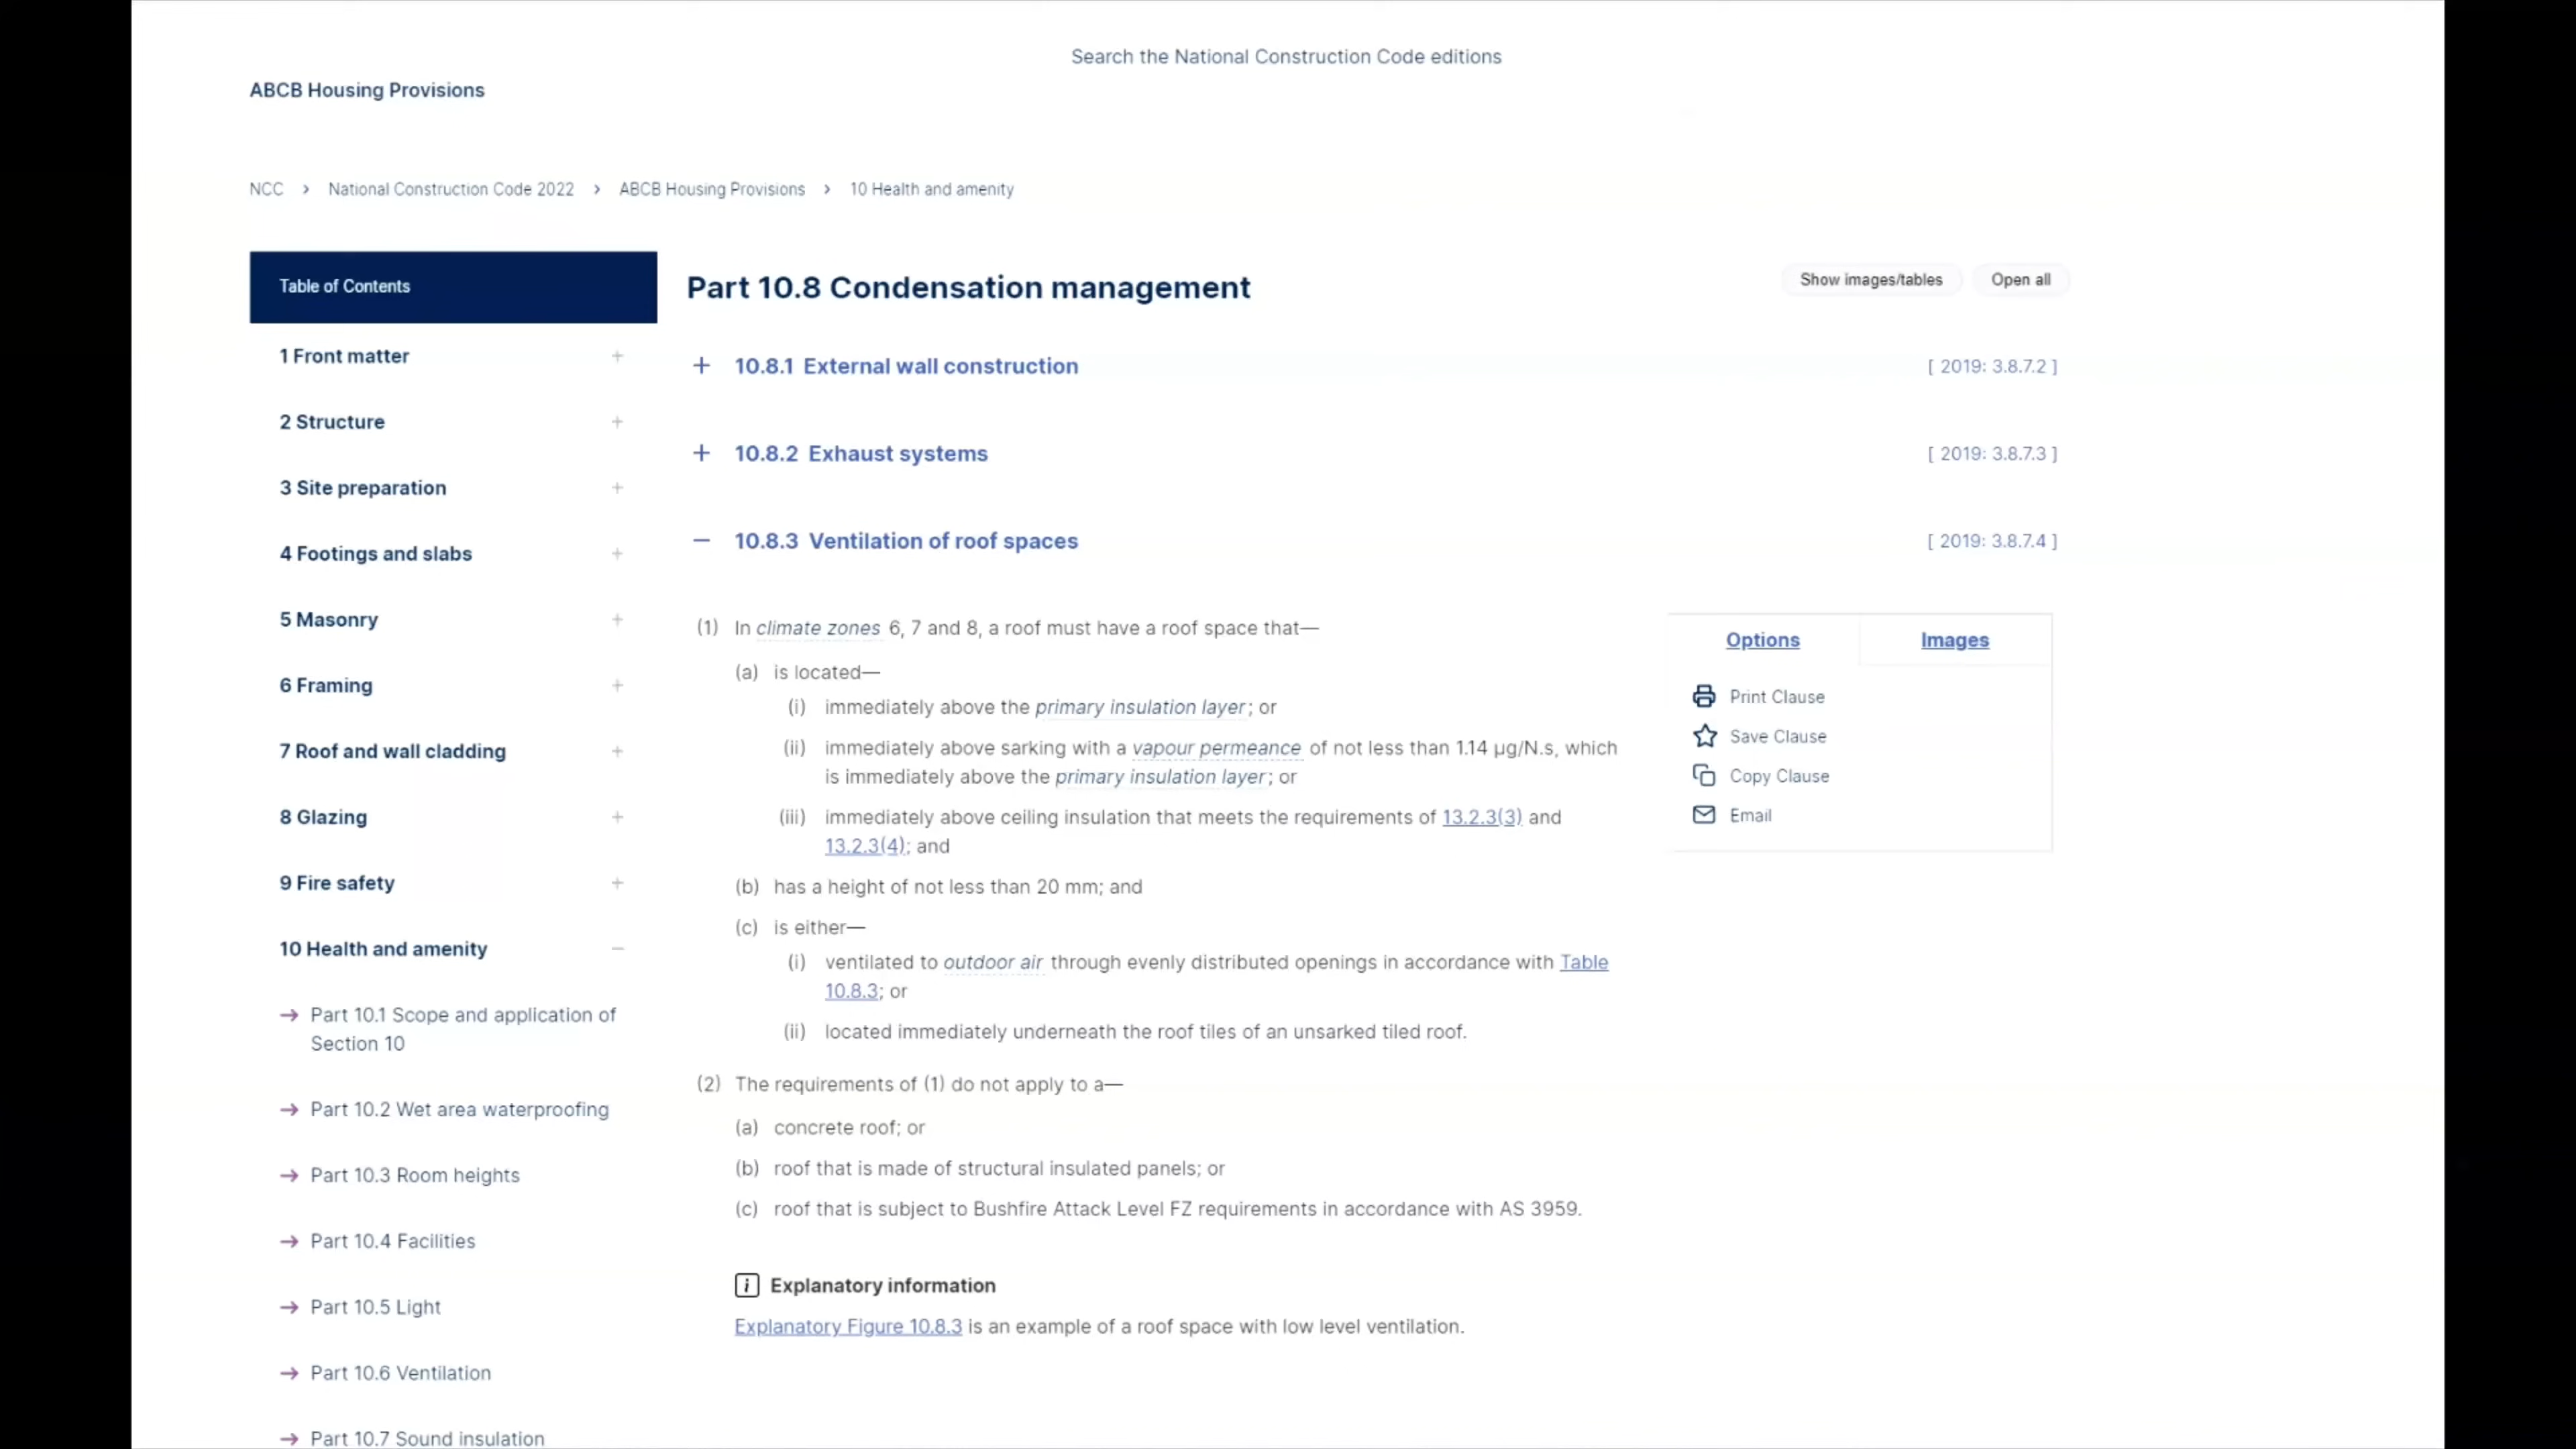 Search the National Construction Code editions
ABCB Housing Provisions
NCC > National Construction Code 2022 > ABCB Housing Provisions > 10 Health and amenity
Table of Contents
1 Front matter +
2 Structure +
3 Site preparation +
4 Footings and slabs +
5 Masonry +
6 Framing +
7 Roof and wall cladding +
8 Glazing +
9 Fire safety +
10 Health and amenity −
→ Part 10.1 Scope and application of
Section 10
→ Part 10.2 Wet area waterproofing
→ Part 10.3 Room heights
→ Part 10.4 Facilities
→ Part 10.5 Light
→ Part 10.6 Ventilation
→ Part 10.7 Sound insulation
Part 10.8 Condensation management
Show images/tables
Open all
+ 10.8.1 External wall construction [ 2019: 3.8.7.2 ]
+ 10.8.2 Exhaust systems [ 2019: 3.8.7.3 ]
− 10.8.3 Ventilation of roof spaces [ 2019: 3.8.7.4 ]
(1) In climate zones 6, 7 and 8, a roof must have a roof space that—
(a) is located—
(i) immediately above the primary insulation layer; or
(ii) immediately above sarking with a vapour permeance of not less than 1.14 μg/N.s, which
is immediately above the primary insulation layer; or
(iii) immediately above ceiling insulation that meets the requirements of 13.2.3(3) and
13.2.3(4); and
(b) has a height of not less than 20 mm; and
(c) is either—
(i) ventilated to outdoor air through evenly distributed openings in accordance with Table
10.8.3; or
(ii) located immediately underneath the roof tiles of an unsarked tiled roof.
(2) The requirements of (1) do not apply to a—
(a) concrete roof; or
(b) roof that is made of structural insulated panels; or
(c) roof that is subject to Bushfire Attack Level FZ requirements in accordance with AS 3959.
i Explanatory information
Explanatory Figure 10.8.3 is an example of a roof space with low level ventilation.
Options
Images
Print Clause
Save Clause
Copy Clause
Email